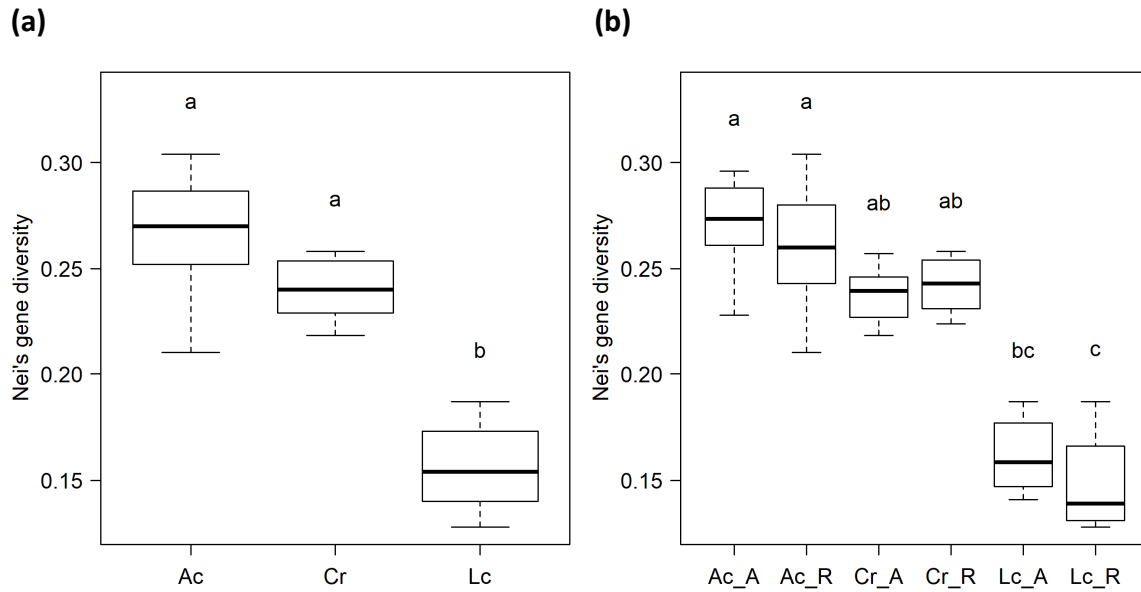 (a)
(b)
Nei's gene diversity
0.30
0.25
0.20
0.15
a
a
b
Ac Cr Lc
Nei's gene diversity
0.30
0.25
0.20
0.15
a a ab ab bc c
Ac_A Ac_R Cr_A Cr_R Lc_A Lc_R